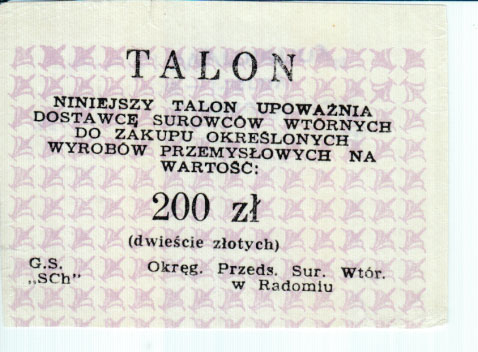 TALON
NINIEJSZY TALON UPOWAŻNIA
DOSTAWCĘ SUROWCÓW WTÓRNYCH
DO ZAKUPU OKREŚLONYCH
WYROBÓW PRZEMYSŁOWYCH NA
WARTOŚĆ:
200 zł
(dwieście złotych)
G.S.
„SCh”
Okręg. Przeds. Sur. Wtór.
w Radomiu